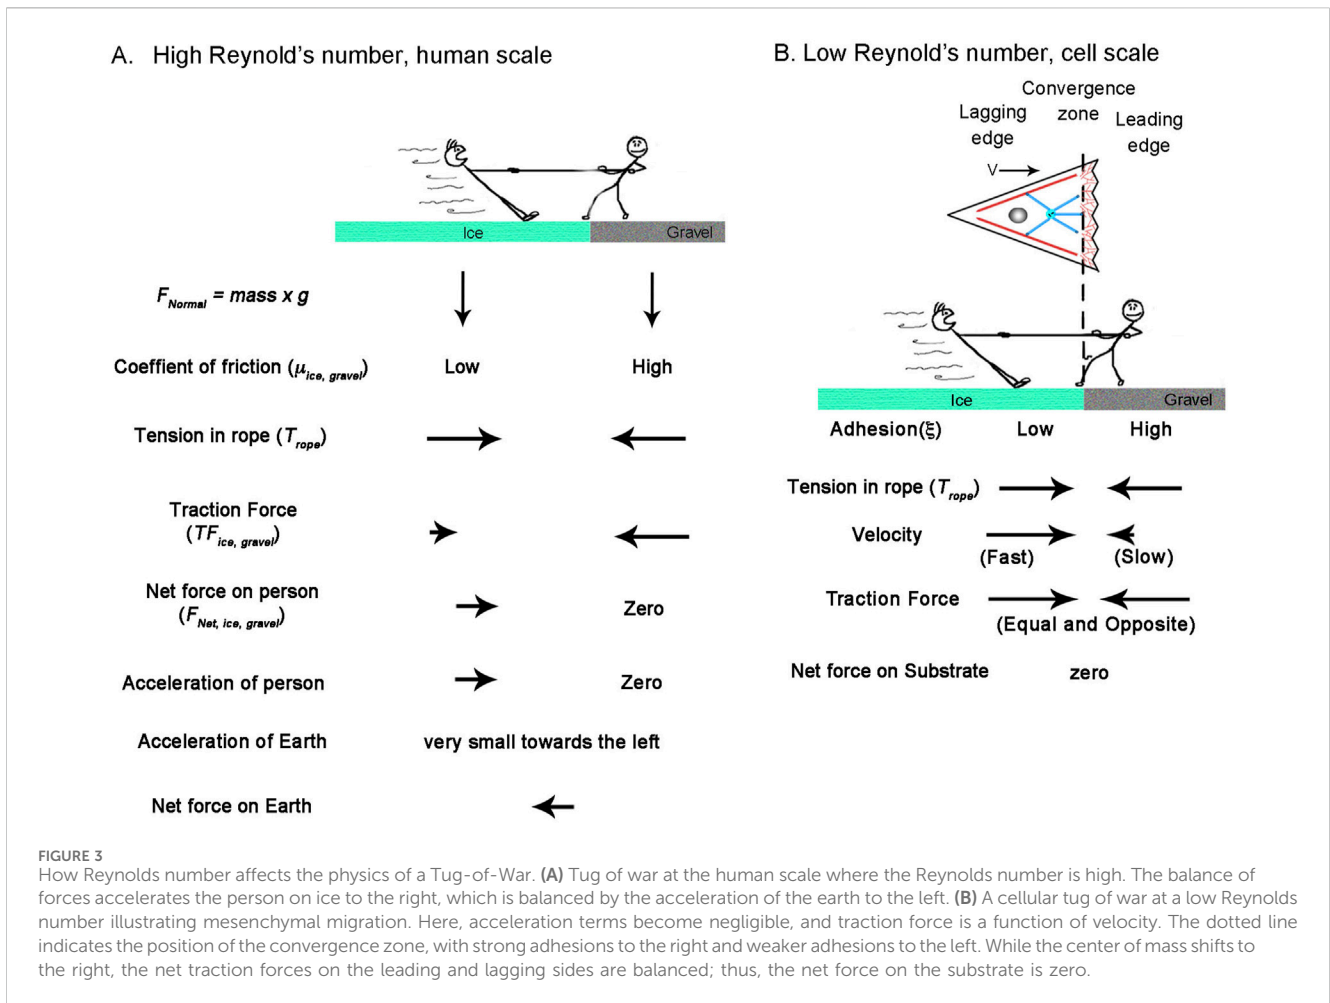 A. High Reynold's number, human scale
Ice
Gravel
F Normal = mass x g
Coeffient of friction (μ ice, gravel)
Low
High
Tension in rope (T rope)
Traction Force
(TF ice, gravel)
Net force on person
(F Net, ice, gravel)
Zero
Acceleration of person
Zero
Acceleration of Earth
very small towards the left
Net force on Earth
B. Low Reynold's number, cell scale
Convergence
zone
Lagging
edge
Leading
edge
V
Ice
Gravel
Adhesion(ξ)
Low
High
Tension in rope (T rope)
Velocity
(Fast)
(Slow)
Traction Force
(Equal and Opposite)
Net force on Substrate
zero
FIGURE 3
How Reynolds number affects the physics of a Tug-of-War. (A) Tug of war at the human scale where the Reynolds number is high. The balance of
forces accelerates the person on ice to the right, which is balanced by the acceleration of the earth to the left. (B) A cellular tug of war at a low Reynolds
number illustrating mesenchymal migration. Here, acceleration terms become negligible, and traction force is a function of velocity. The dotted line
indicates the position of the convergence zone, with strong adhesions to the right and weaker adhesions to the left. While the center of mass shifts to
the right, the net traction forces on the leading and lagging sides are balanced; thus, the net force on the substrate is zero.